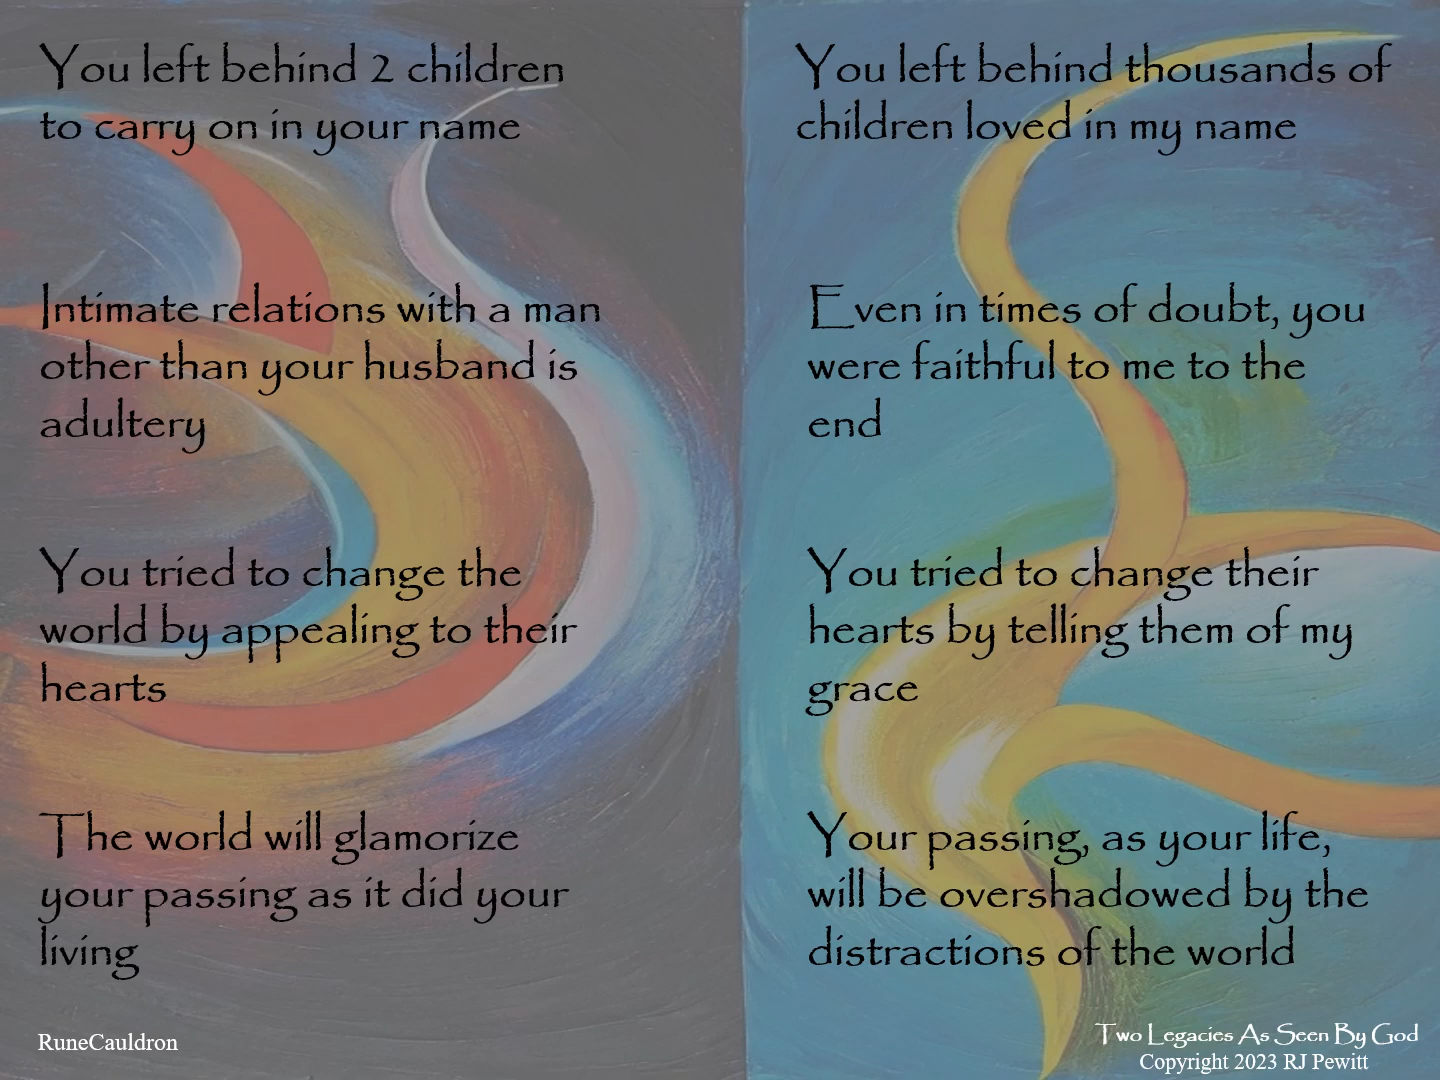 You left behind 2 children
to carry on in your name
Intimate relations with a man
other than your husband is
adultery
You tried to change the
world by appealing to their
hearts
The world will glamorize
your passing as it did your
living
RuneCauldron
You left behind thousands of
children loved in my name
Even in times of doubt, you
were faithful to me to the
end
You tried to change their
hearts by telling them of my
grace
Your passing, as your life,
will be overshadowed by the
distractions of the world
Two Legacies As Seen By God
Copyright 2023 RJ Pewitt